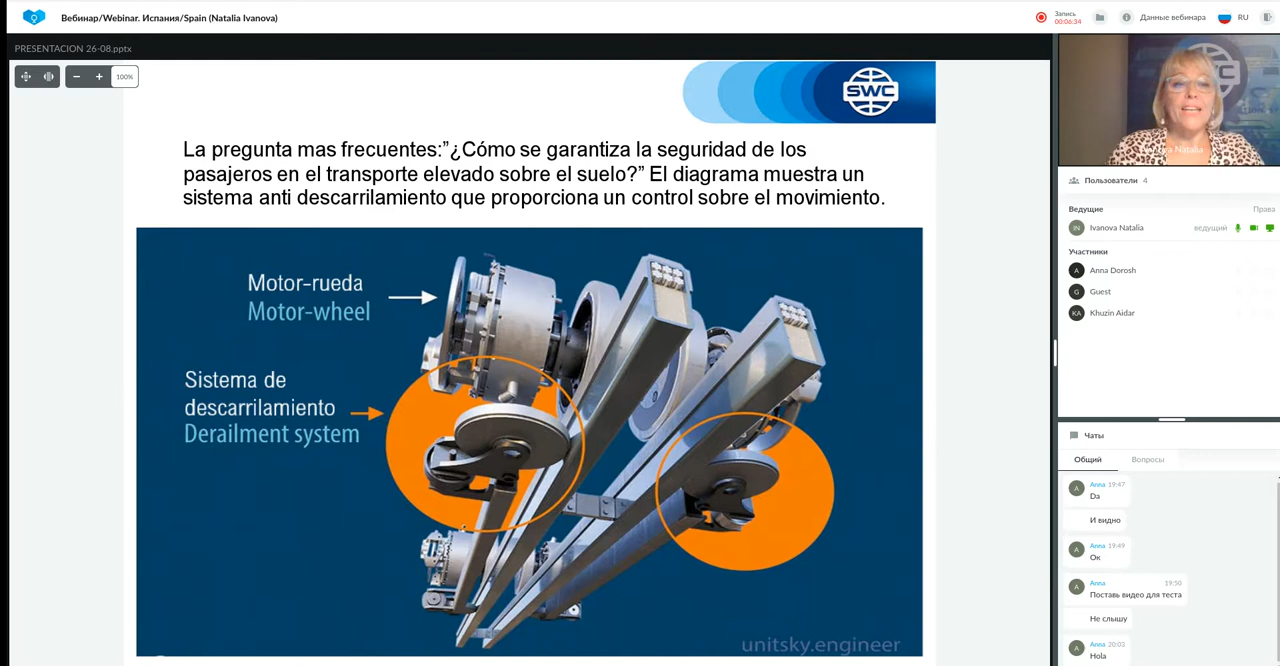 Вебинар/Webinar. Испания/Spain (Natalia Ivanova)
Запись
00:06:34
Данные вебинара
RU
PRESENTACION 26-08.pptx
100%
SWC
La pregunta mas frecuentes:”¿Cómo se garantiza la seguridad de los
pasajeros en el transporte elevado sobre el suelo?” El diagrama muestra un
sistema anti descarrilamiento que proporciona un control sobre el movimiento.
Motor-rueda
Motor-wheel
Sistema de
descarrilamiento
Derailment system
unitsky.engineer
Natalia
Пользователи 4
Ведущие
Права
IN
Ivanova Natalia
ведущий
Участники
A
Anna Dorosh
G
Guest
KA
Khuzin Aidar
Чаты
Общий
Вопросы
A
Anna 19:47
Da
И видно
A
Anna 19:49
Ок
A
Anna 19:50
Поставь видео для теста
Не слышу
A
Anna 20:03
Hola